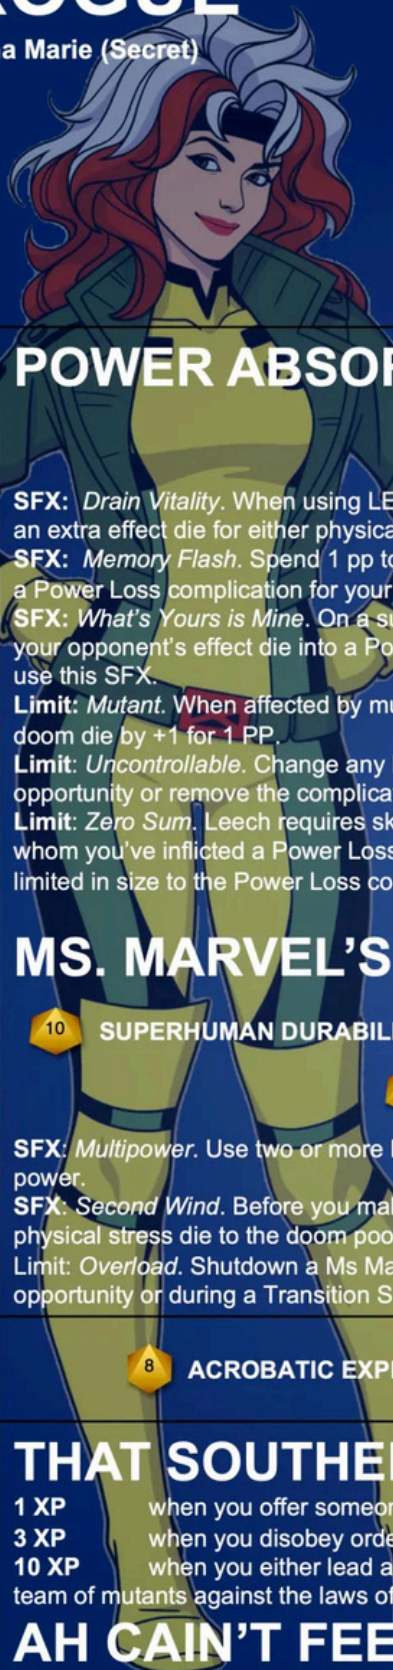 ROGUE
a Marie (Secret)
POWER ABSOR
SFX: Drain Vitality. When using LE
an extra effect die for either physica
SFX: Memory Flash. Spend 1 pp to
a Power Loss complication for your
SFX: What's Yours is Mine. On a su
your opponent's effect die into a Po
use this SFX.
Limit: Mutant. When affected by mu
doom die by +1 for 1 PP.
Limit: Uncontrollable. Change any
opportunity or remove the complica
Limit: Zero Sum. Leech requires sk
whom you've inflicted a Power Loss
limited in size to the Power Loss co
MS. MARVEL'S
10 SUPERHUMAN DURABIL
SFX: Multipower. Use two or more
power.
SFX: Second Wind. Before you mal
physical stress die to the doom poo
Limit: Overload. Shutdown a Ms Ma
opportunity or during a Transition S
8 ACROBATIC EXP
THAT SOUTHE
1 XP when you offer someon
3 XP when you disobey orde
10 XP when you either lead a
team of mutants against the laws of
AH CAIN'T FEE